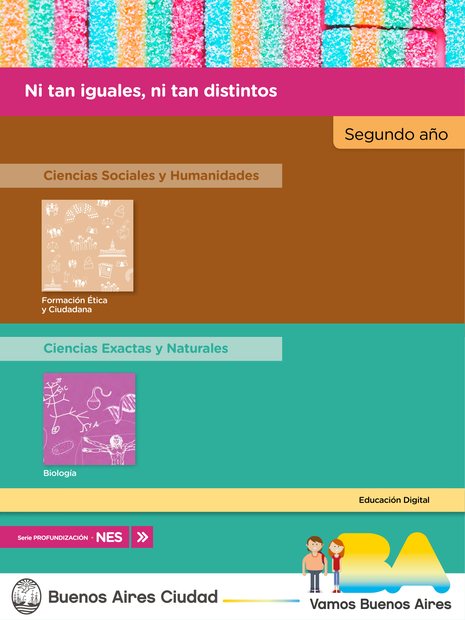 Ni tan iguales, ni tan distintos
Segundo año
Ciencias Sociales y Humanidades
Formación Ética
y Ciudadana
Ciencias Exactas y Naturales
Biología
Educación Digital
Serie PROFUNDIZACIÓN · NES
BA
Buenos Aires Ciudad
Vamos Buenos Aires